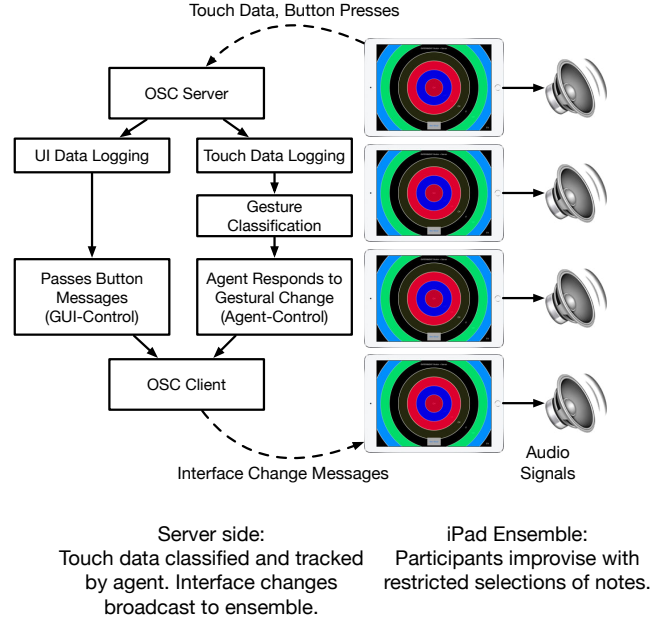 Touch Data, Button Presses
OSC Server
UI Data Logging
Touch Data Logging
Gesture
Classification
Passes Button
Messages
(GUI-Control)
Agent Responds to
Gestural Change
(Agent-Control)
OSC Client
Interface Change Messages
Audio
Signals
Server side:
Touch data classified and tracked
by agent. Interface changes
broadcast to ensemble.
iPad Ensemble:
Participants improvise with
restricted selections of notes.